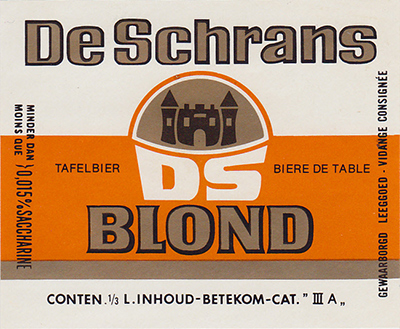 De Schrans
MINDER DAN
MOINS QUE } 0,015% SACCHARINE
TAFELBIER
DS
BIERE DE TABLE
BLOND
GEWAARBORGD LEEGGOED - VIDANGE CONSIGNÉE
CONTEN. 1/3 L. INHOUD-BETEKOM-CAT. " III A „